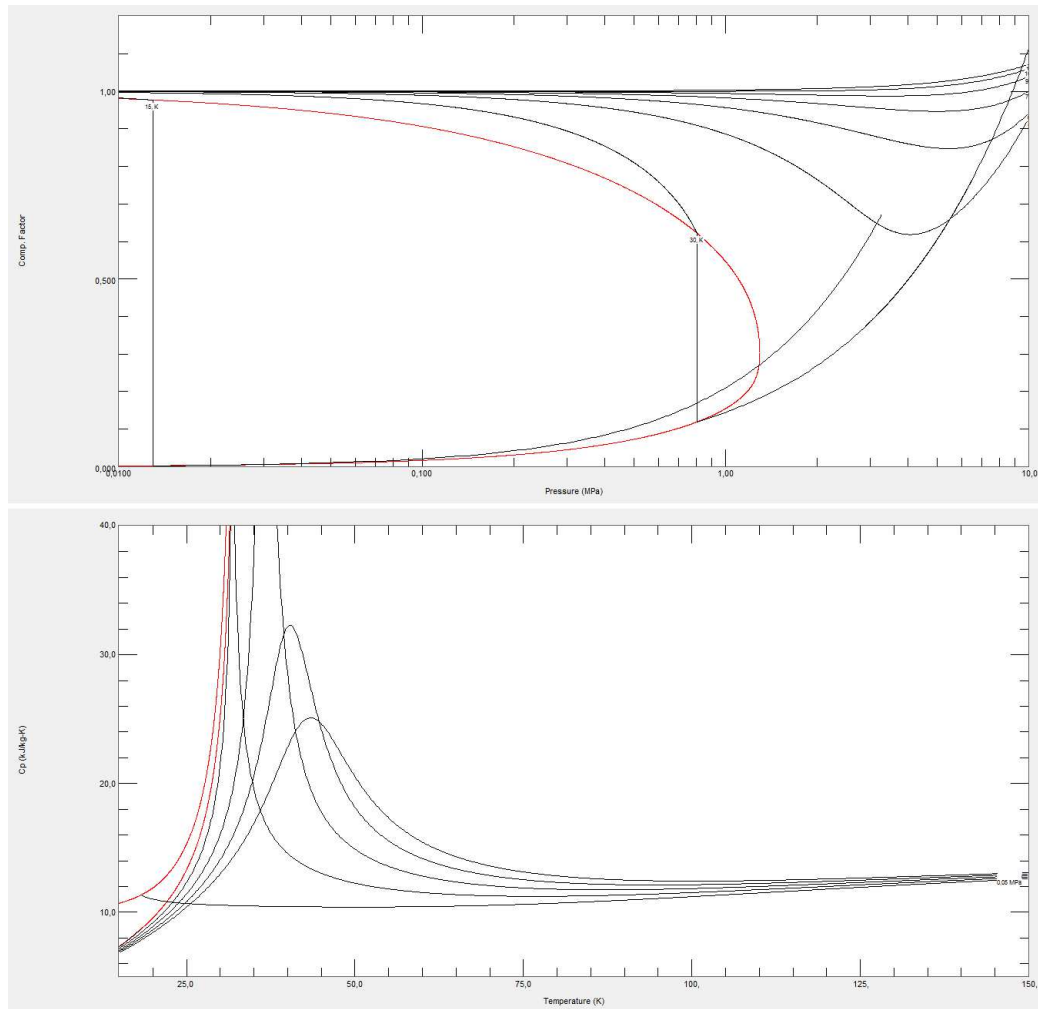 1,00
15, K
Comp. Factor
30, K
0,500
0,000
0,0100
0,100
1,00
10,0
Pressure (MPa)
40,0
30,0
Cp (kJ/kg-K)
20,0
0,05 MPa
10,0
25,0
50,0
75,0
100,
125,
150,
Temperature (K)